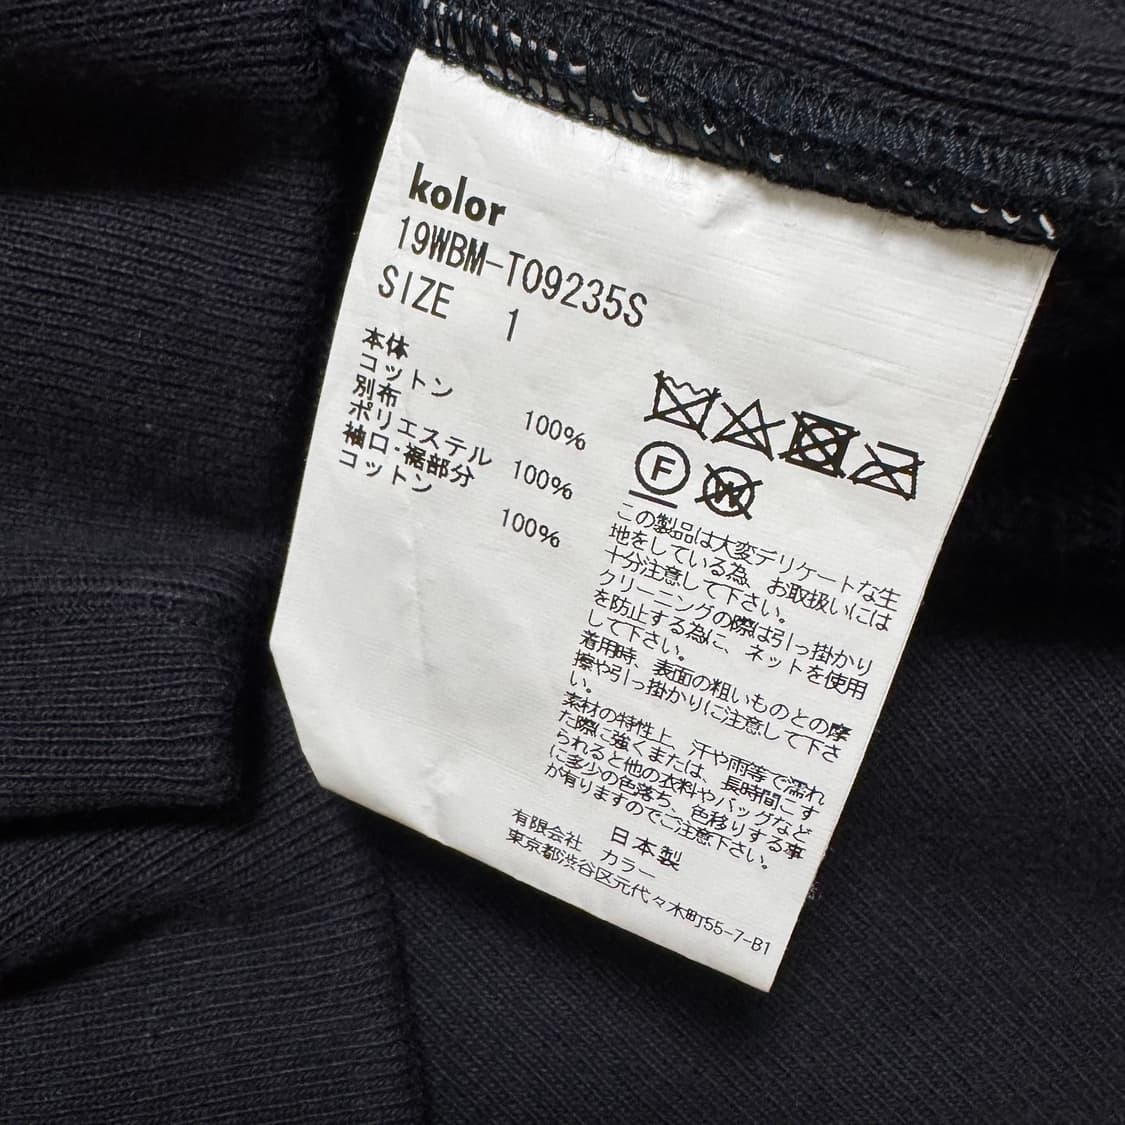 kolor
19WBM-T09235S
SIZE 1
本体
コットン 100%
別布
ポリエステル 100%
袖口・裾部分
コットン 100%
F
W
この製品は大変デリケートな生
地をしている為、お取扱いには
十分注意して下さい。
クリーニングの際は引っ掛かり
を防止する為に、ネットを使用
して下さい。
着用時、表面の粗いものとの摩
擦や引っ掛かりに注意して下さ
い。
素材の特性上、汗や雨等で濡れ
た際に強くまたは、長時間こす
られると他の衣料やバッグなど
に多少の色落ち、色移りする事
が有りますのでご注意下さい。
日本製
有限会社 カラー
東京都渋谷区元代々木町55-7-B1